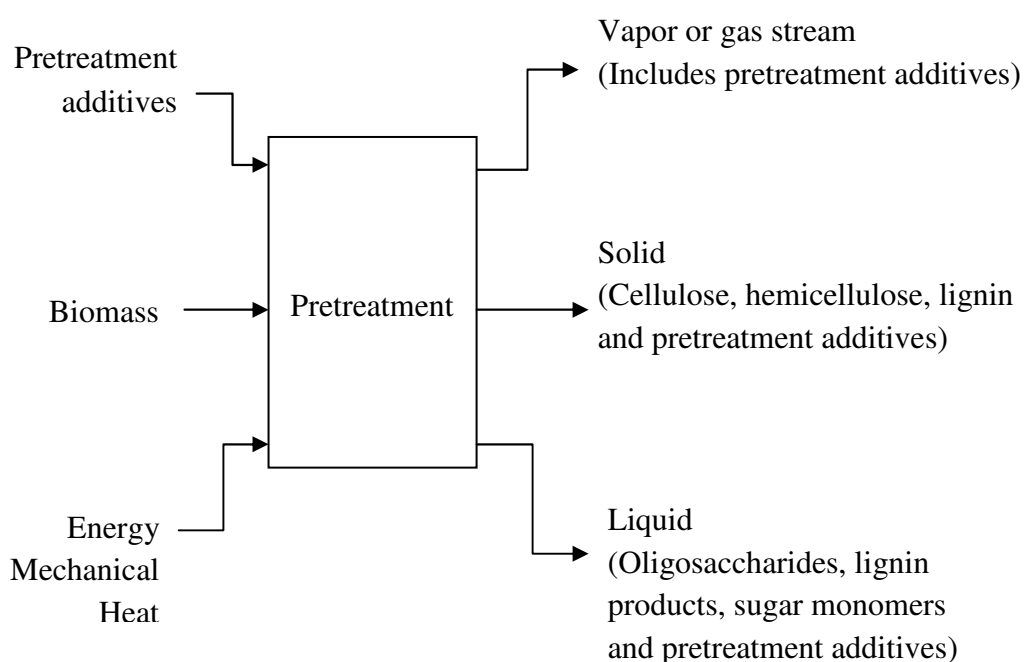 Pretreatment
additives
Biomass
Energy
Mechanical
Heat
Pretreatment
Vapor or gas stream
(Includes pretreatment additives)
Solid
(Cellulose, hemicellulose, lignin
and pretreatment additives)
Liquid
(Oligosaccharides, lignin
products, sugar monomers
and pretreatment additives)